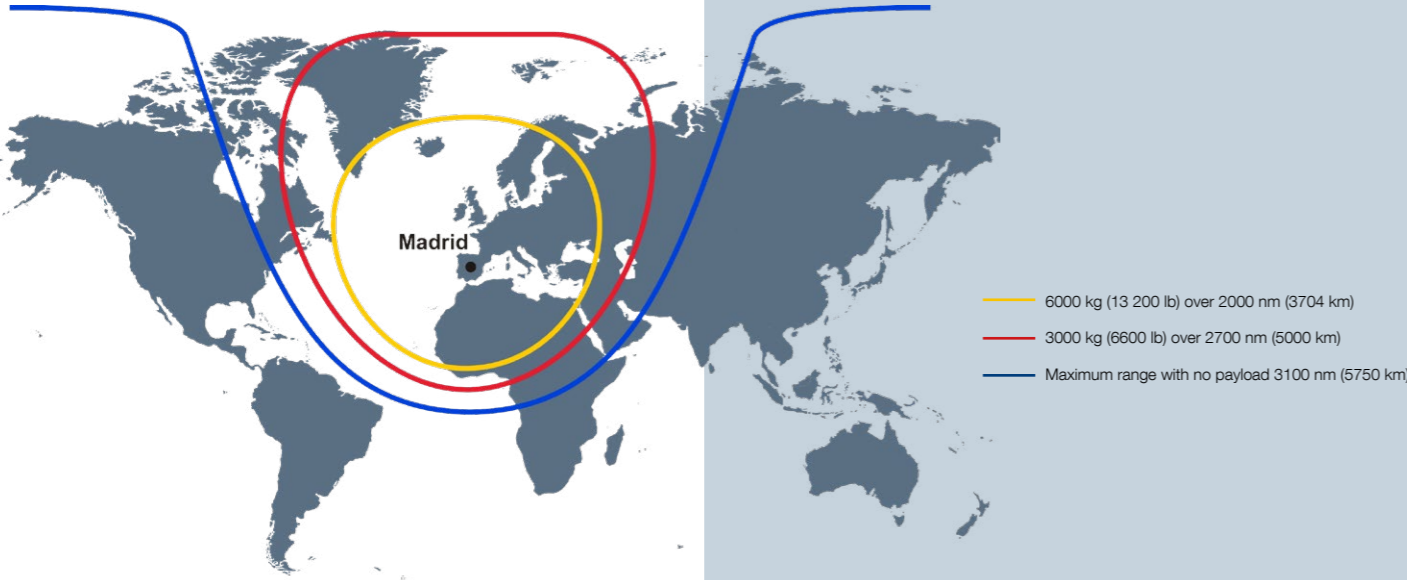 Madrid
6000 kg (13 200 lb) over 2000 nm (3704 km)
3000 kg (6600 lb) over 2700 nm (5000 km)
Maximum range with no payload 3100 nm (5750 km)